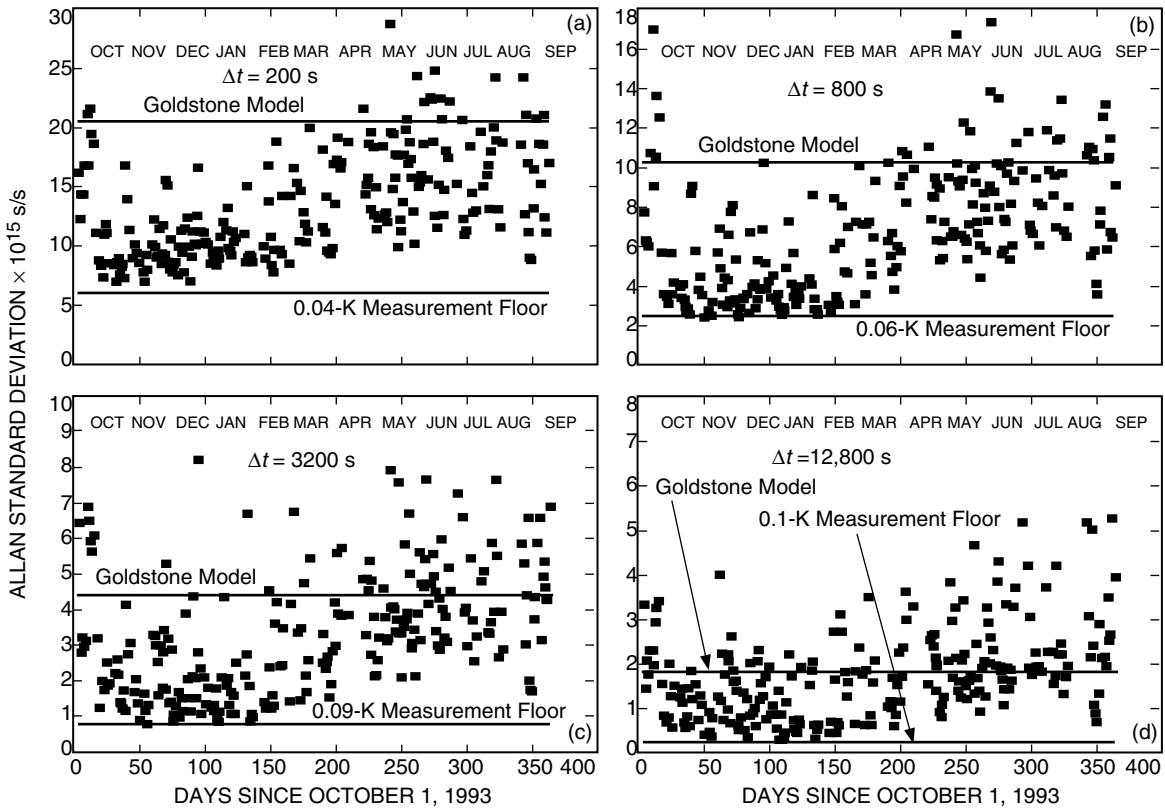 ALLAN STANDARD DEVIATION × 10¹⁵ s/s
30
25
20
15
10
5
0
(a)
OCT NOV DEC JAN FEB MAR APR MAY JUN JUL AUG SEP
Δt = 200 s
Goldstone Model
0.04-K Measurement Floor
18
16
14
12
10
8
6
4
2
0
(b)
OCT NOV DEC JAN FEB MAR APR MAY JUN JUL AUG SEP
Δt = 800 s
Goldstone Model
0.06-K Measurement Floor
10
9
8
7
6
5
4
3
2
1
0
OCT NOV DEC JAN FEB MAR APR MAY JUN JUL AUG SEP
Δt = 3200 s
Goldstone Model
0.09-K Measurement Floor
(c)
0 50 100 150 200 250 300 350 400
DAYS SINCE OCTOBER 1, 1993
8
7
6
5
4
3
2
1
0
OCT NOV DEC JAN FEB MAR APR MAY JUN JUL AUG SEP
Δt =12,800 s
Goldstone Model
0.1-K Measurement Floor
(d)
0 50 100 150 200 250 300 350 400
DAYS SINCE OCTOBER 1, 1993